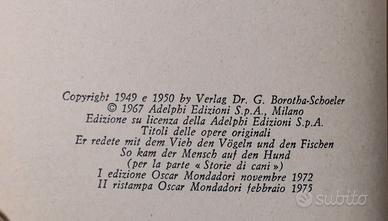 Copyright 1949 e 1950 by Verlag Dr. G. Borotha-Schoeler
© 1967 Adelphi Edizioni S.p.A., Milano
Edizione su licenza della Adelphi Edizioni S.p.A.
Titoli delle opere originali
Er redete mit dem Vieh den Vögeln und den Fischen
So kam der Mensch auf den Hund
(per la parte « Storie di cani »)
I edizione Oscar Mondadori novembre 1972
II ristampa Oscar Mondadori febbraio 1975
subito